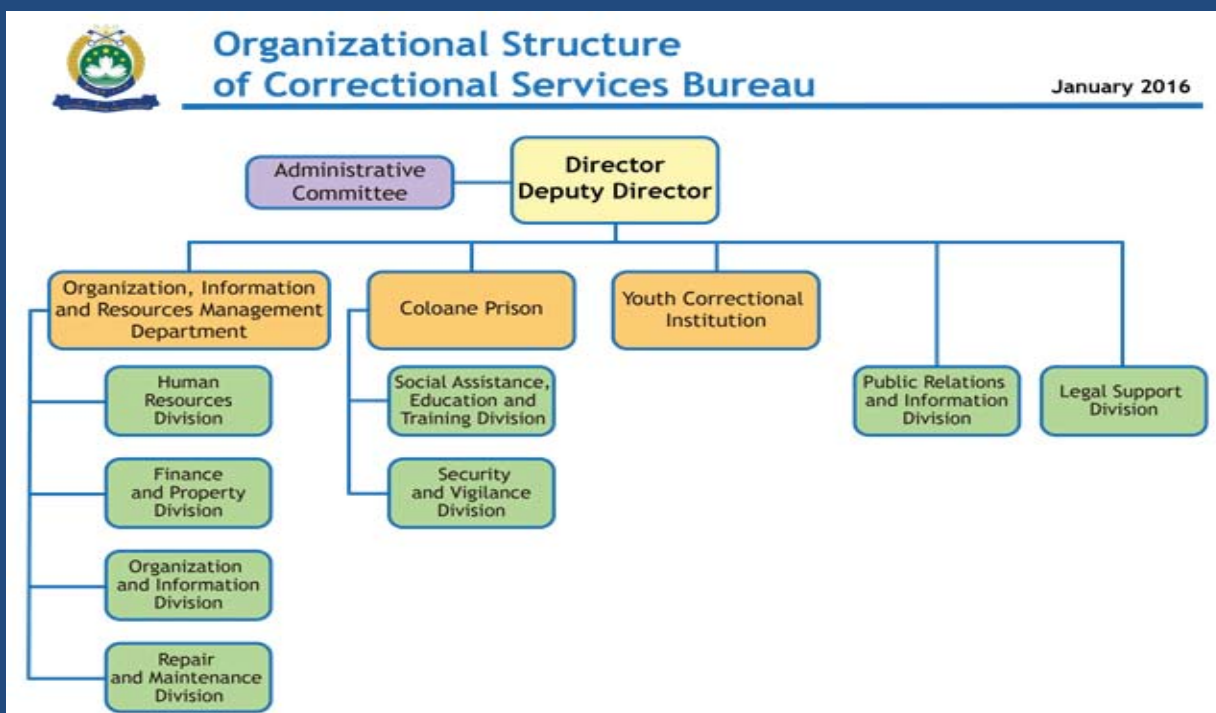 Organizational Structure
of Correctional Services Bureau
January 2016
Administrative
Committee
Director
Deputy Director
Organization, Information
and Resources Management
Department
Coloane Prison
Youth Correctional
Institution
Human
Resources
Division
Social Assistance,
Education and
Training Division
Public Relations
and Information
Division
Legal Support
Division
Finance
and Property
Division
Security
and Vigilance
Division
Organization
and Information
Division
Repair
and Maintenance
Division